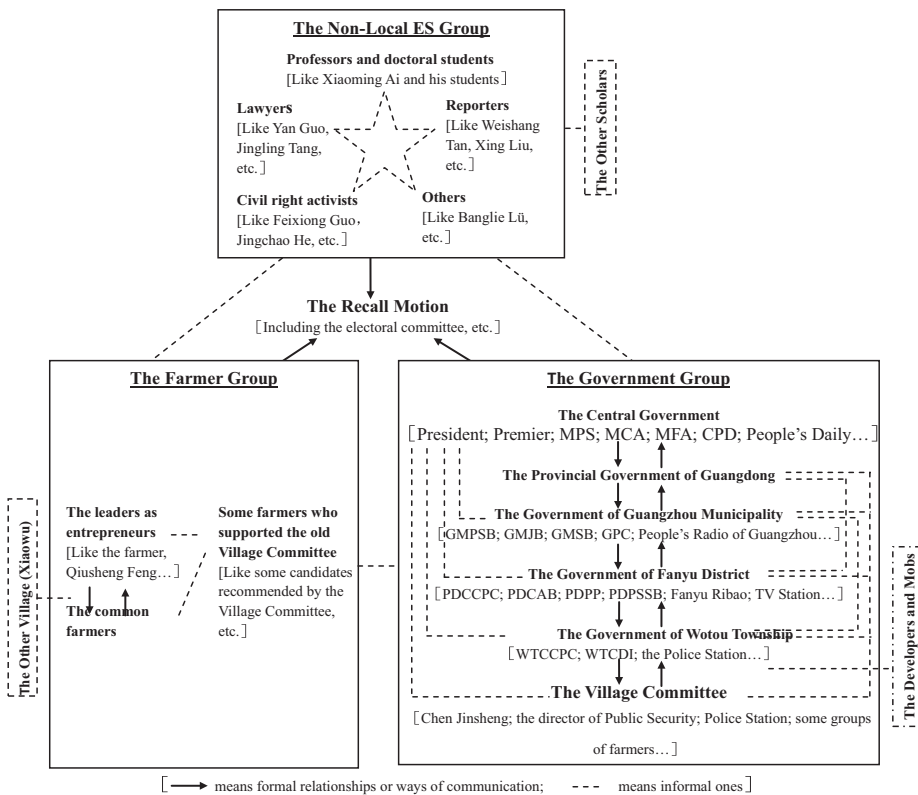 The Non-Local ES Group
Professors and doctoral students
[Like Xiaoming Ai and his students]
Lawyers
[Like Yan Guo,
Jingling Tang,
etc.]
Reporters
[Like Weishang
Tan, Xing Liu,
etc.]
Civil right activists
[Like Feixiong Guo,
Jingchao He, etc.]
Others
[Like Banglie Lü,
etc.]
The Other Scholars
The Recall Motion
[Including the electoral committee, etc.]
The Farmer Group
The leaders as
entrepreneurs
[Like the farmer,
Qiusheng Feng…]
The common
farmers
Some farmers who
supported the old
Village Committee
[Like some candidates
recommended by the
Village Committee,
etc.]
The Other Village (Xiaowu)
The Government Group
The Central Government
[President; Premier; MPS; MCA; MFA; CPD; People's Daily…]
The Provincial Government of Guangdong
The Government of Guangzhou Municipality
[GMPSB; GMJB; GMSB; GPC; People's Radio of Guangzhou…]
The Government of Fanyu District
[PDCCPC; PDCAB; PDPP; PDPSSB; Fanyu Ribao; TV Station…]
The Government of Wotou Township
[WTCCPC; WTCDI; the Police Station…]
The Village Committee
[Chen Jinsheng; the director of Public Security; Police Station; some groups
of farmers…]
The Developers and Mobs
[ means formal relationships or ways of communication; means informal ones]